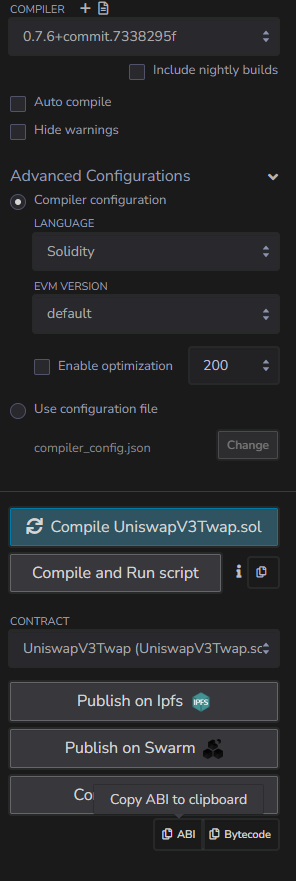 COMPILER
0.7.6+commit.7338295f
Include nightly builds
Auto compile
Hide warnings
Advanced Configurations
Compiler configuration
LANGUAGE
Solidity
EVM VERSION
default
Enable optimization 200
Use configuration file
compiler_config.json Change
Compile UniswapV3Twap.sol
Compile and Run script
CONTRACT
UniswapV3Twap (UniswapV3Twap.sc
Publish on Ipfs IPFS
Publish on Swarm
Co
Copy ABI to clipboard
ABI Bytecode